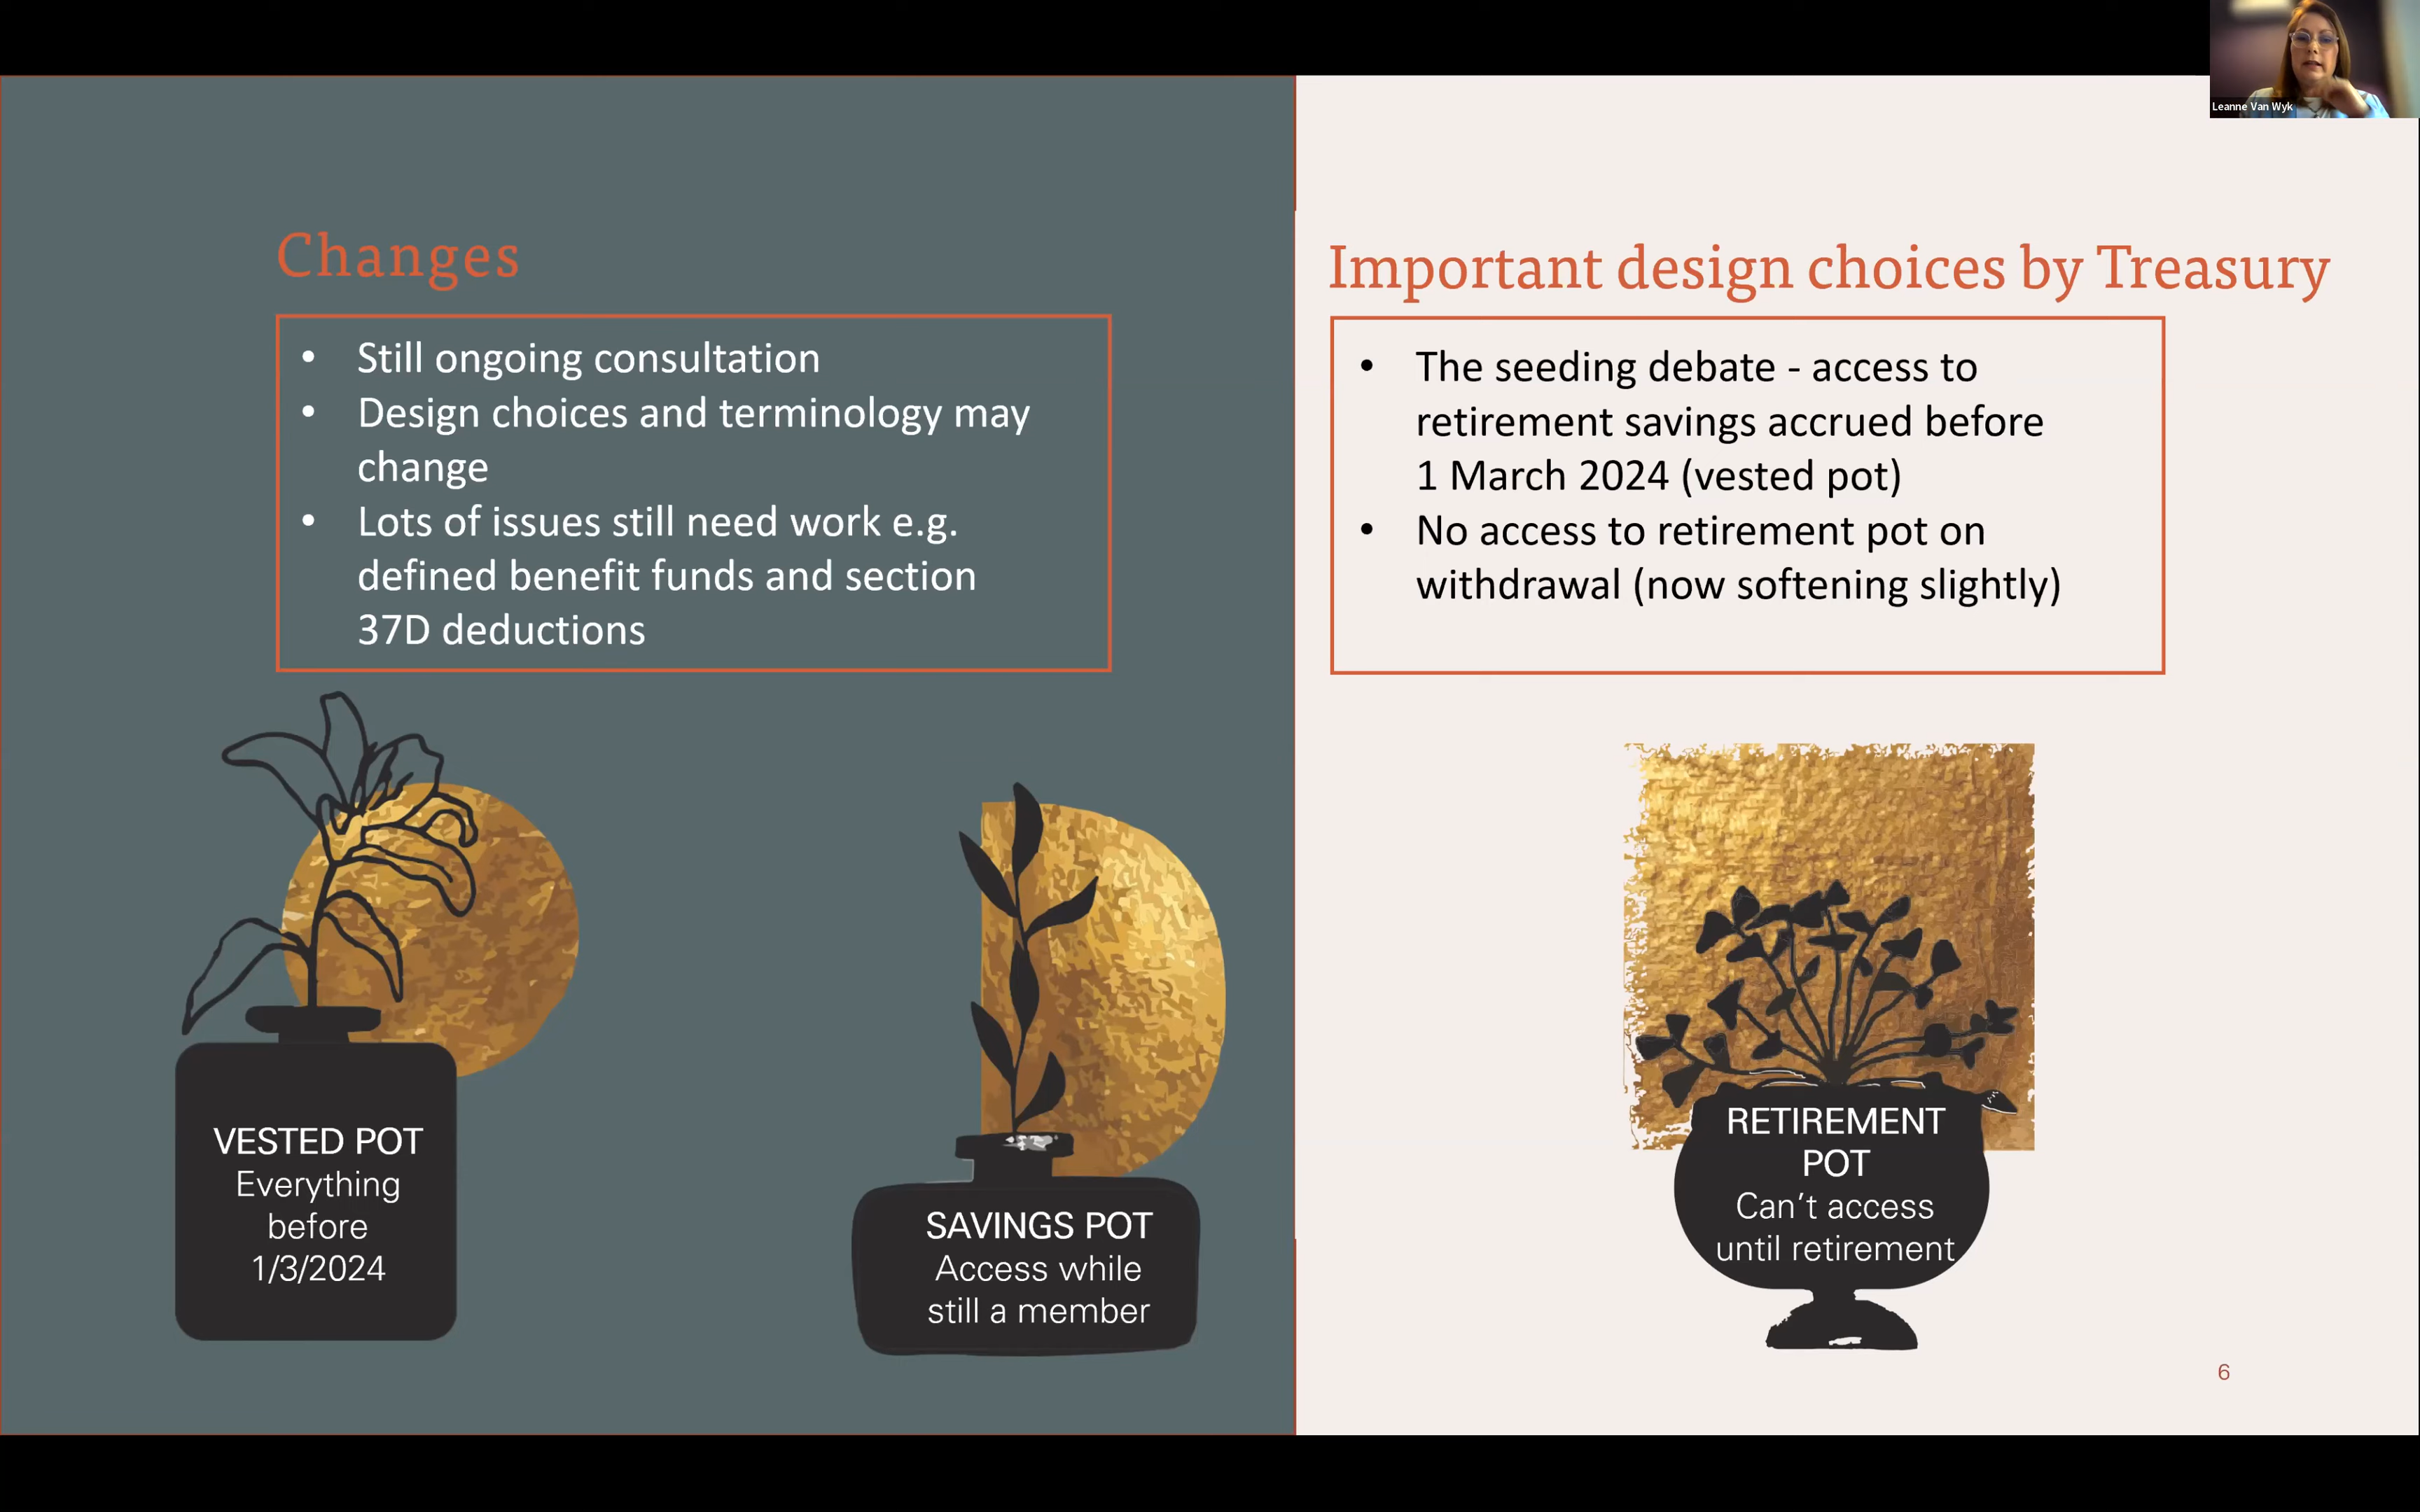 Leanne Van Wyk
Changes
• Still ongoing consultation
• Design choices and terminology may
change
• Lots of issues still need work e.g.
defined benefit funds and section
37D deductions
Important design choices by Treasury
• The seeding debate - access to
retirement savings accrued before
1 March 2024 (vested pot)
• No access to retirement pot on
withdrawal (now softening slightly)
VESTED POT
Everything
before
1/3/2024
SAVINGS POT
Access while
still a member
RETIREMENT
POT
Can’t access
until retirement
6